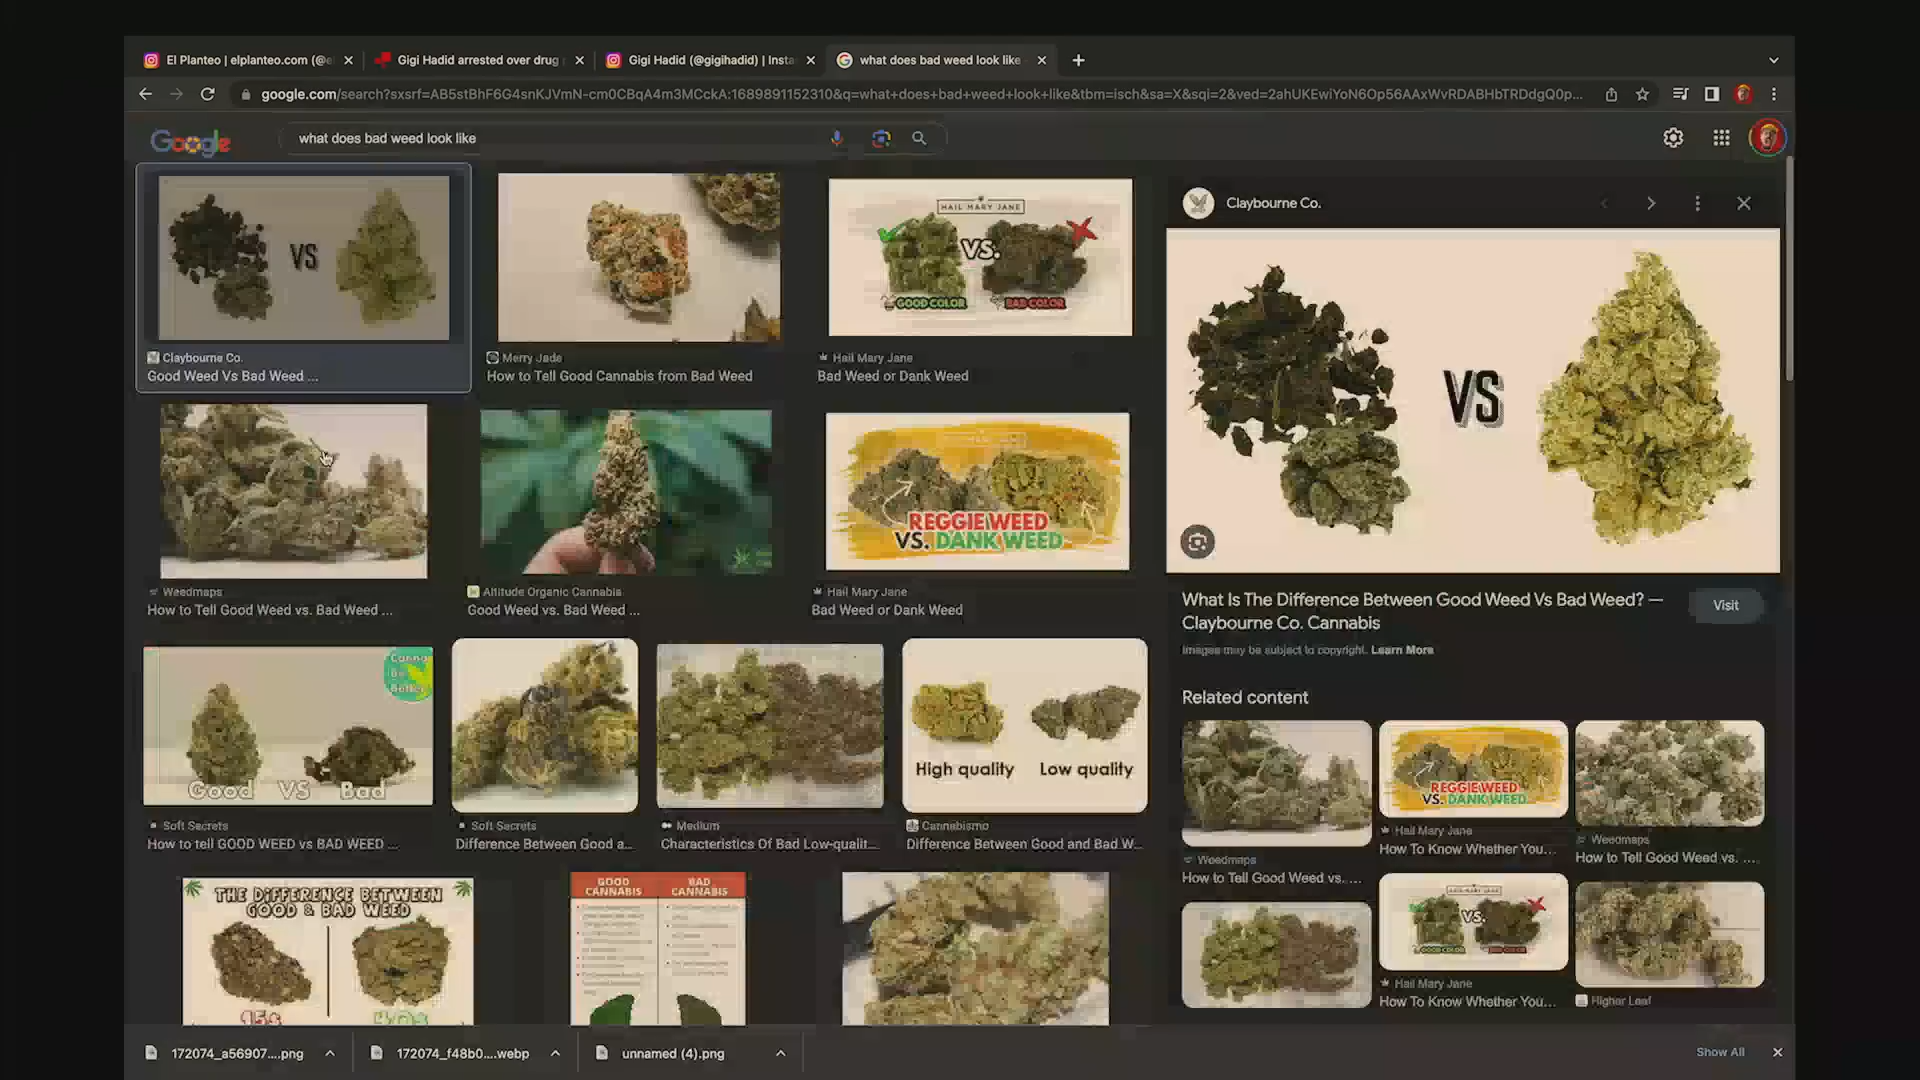 El Planteo | elplanteo.com (@e
Gigi Hadid arrested over drug
Gigi Hadid (@gigihadid) | Insta
what does bad weed look like
google.com/search?sxsrf=AB5stBhF6G4snKJVmN-cm0CBqA4m3MCckA:1689891152310&q=what+does+bad+weed+look+like&tbm=isch&sa=X&sqi=2&ved=2ahUKEwiYoN6Op56AAxWvRDABHbTRDdgQ0p...
Google
what does bad weed look like
VS
Claybourne Co.
Good Weed Vs Bad Weed ...
Merry Jade
How to Tell Good Cannabis from Bad Weed
HAIL MARY JANE
VS.
GOOD COLOR
BAD COLOR
Hail Mary Jane
Bad Weed or Dank Weed
Weedmaps
How to Tell Good Weed vs. Bad Weed ...
Altitude Organic Cannabis
Good Weed vs. Bad Weed ...
REGGIE WEED
VS. DANK WEED
Hail Mary Jane
Bad Weed or Dank Weed
Canna
Be
Better
Good VS Bad
Soft Secrets
How to tell GOOD WEED vs BAD WEED ...
Soft Secrets
Difference Between Good a...
Medium
Characteristics Of Bad Low-qualit...
High quality
Low quality
Cannabismo
Difference Between Good and Bad W...
THE DIFFERENCE BETWEEN
GOOD & BAD WEED
15$
40$
GOOD
CANNABIS
BAD
CANNABIS
Claybourne Co.
VS
What Is The Difference Between Good Weed Vs Bad Weed? —
Claybourne Co. Cannabis
Visit
Images may be subject to copyright. Learn More
Related content
Weedmaps
How to Tell Good Weed vs. ...
REGGIE WEED
VS. DANK WEED
Hail Mary Jane
How To Know Whether You...
Weedmaps
How to Tell Good Weed vs. ...
HAIL MARY JANE
VS.
GOOD COLOR
BAD COLOR
Hail Mary Jane
How To Know Whether You...
Higher Leaf
172074_a56907....png
172074_f48b0....webp
unnamed (4).png
Show All